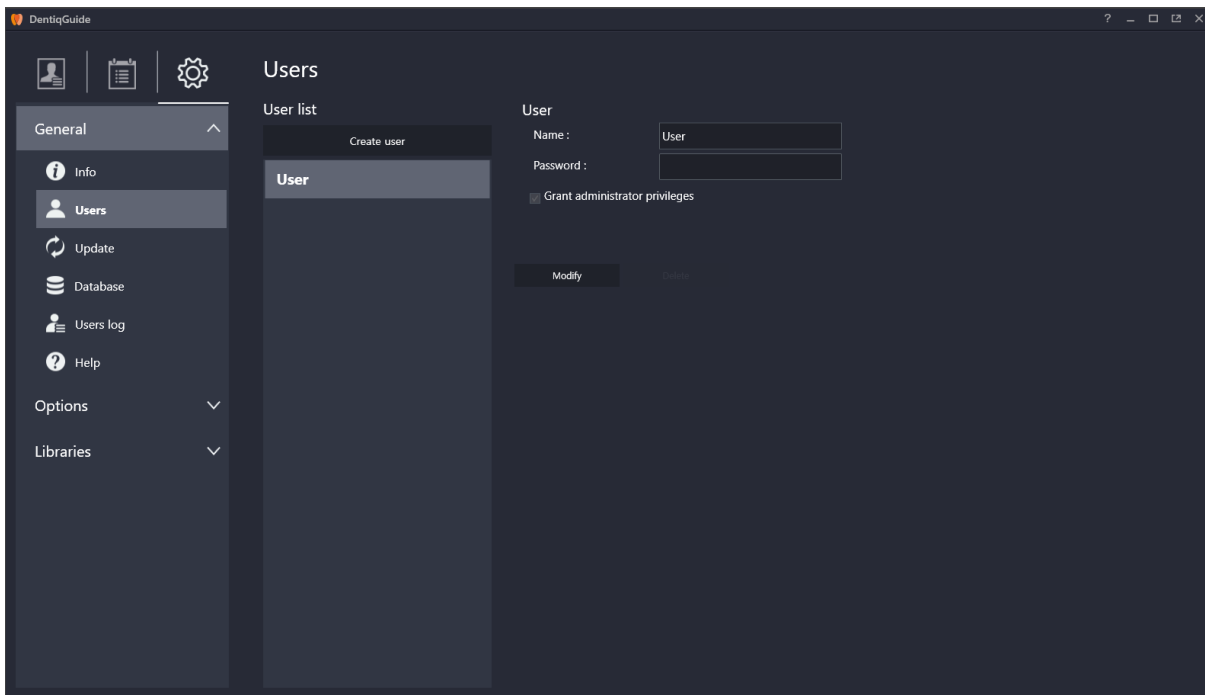 DentiqGuide
Users
User list
Create user
User
User
Name :
User
Password :
Grant administrator privileges
Modify
Delete
General
Info
Users
Update
Database
Users log
Help
Options
Libraries